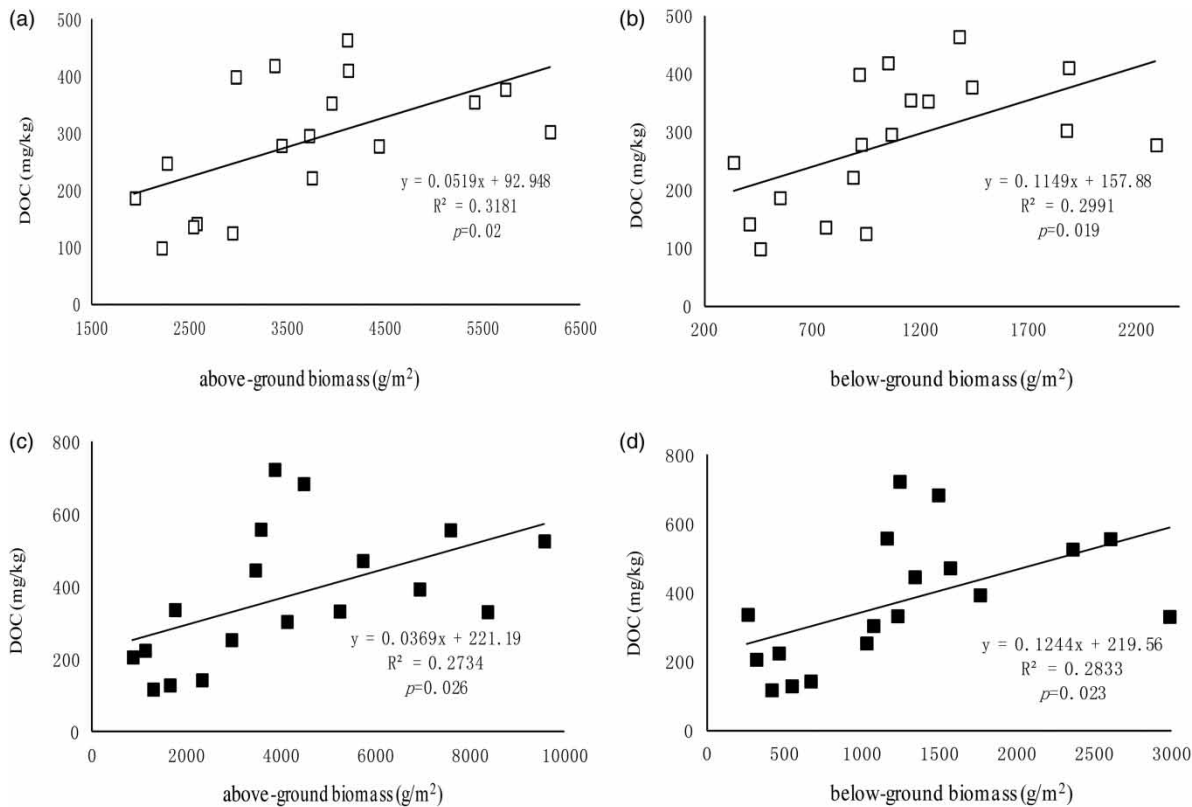 (a)
500
400
300
200
100
0
DOC (mg/kg)
y = 0.0519x + 92.948
R² = 0.3181
p=0.02
1500 2500 3500 4500 5500 6500
above-ground biomass (g/m²)
(b)
500
400
300
200
100
0
DOC (mg/kg)
y = 0.1149x + 157.88
R² = 0.2991
p=0.019
200 700 1200 1700 2200
below-ground biomass (g/m²)
(c)
800
600
400
200
0
DOC (mg/kg)
y = 0.0369x + 221.19
R² = 0.2734
p=0.026
0 2000 4000 6000 8000 10000
above-ground biomass (g/m²)
(d)
800
600
400
200
0
DOC (mg/kg)
y = 0.1244x + 219.56
R² = 0.2833
p=0.023
0 500 1000 1500 2000 2500 3000
below-ground biomass (g/m²)